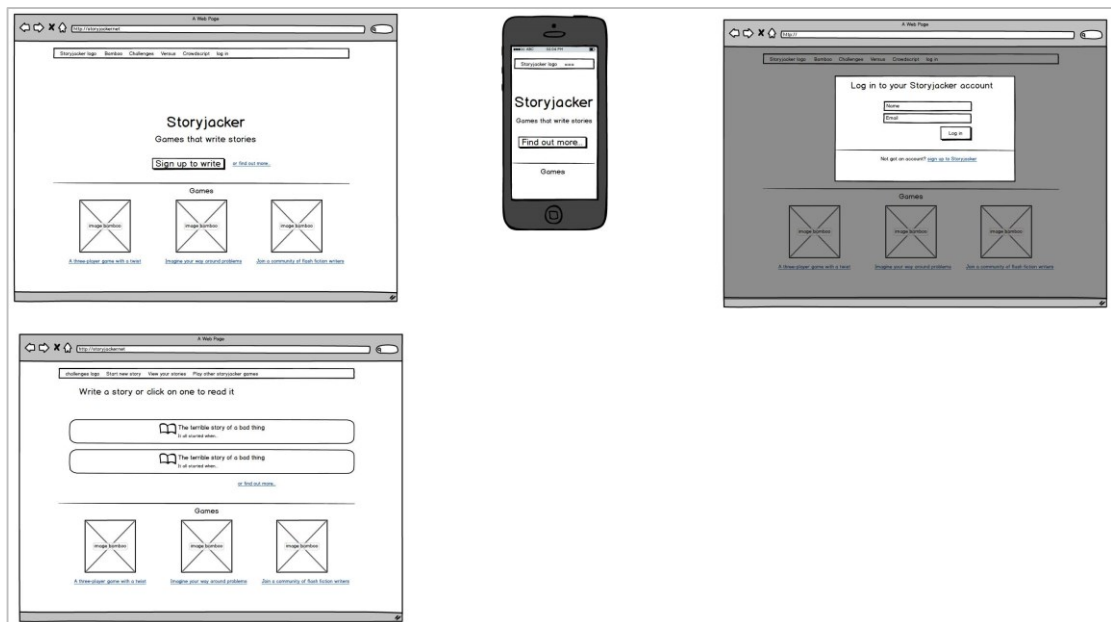 A Web Page
http://storyjacker.net
Storyjacker logo Bamboo Challenges Versus Crowdscript log in
Storyjacker
Games that write stories
Sign up to write or find out more..
Games
image bamboo image bamboo image bamboo
A three-player game with a twist Imagine your way around problems Join a community of flash fiction writers
Storyjacker logo
Storyjacker
Games that write stories
Find out more..
Games
A Web Page
http://
Storyjacker logo Bamboo Challenges Versus Crowdscript log in
Log in to your Storyjacker account
Name
Email
Log in
Not got an account? sign up to Storyjacker
Games
image bamboo image bamboo image bamboo
A three-player game with a twist Imagine your way around problems Join a community of flash fiction writers
A Web Page
http://storyjacker.net
challenges logo Start new story View your stories Play other storyjacker games
Write a story or click on one to read it
The terrible story of a bad thing
It all started when..
The terrible story of a bad thing
It all started when..
or find out more..
Games
image bamboo image bamboo image bamboo
A three-player game with a twist Imagine your way around problems Join a community of flash fiction writers